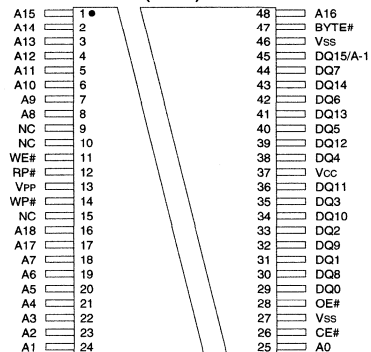 A15 1 48 A16
A14 2 47 BYTE#
A13 3 46 Vss
A12 4 45 DQ15/A-1
A11 5 44 DQ7
A10 6 43 DQ14
A9 7 42 DQ6
A8 8 41 DQ13
NC 9 40 DQ5
NC 10 39 DQ12
WE# 11 38 DQ4
RP# 12 37 Vcc
VPP 13 36 DQ11
WP# 14 35 DQ3
NC 15 34 DQ10
A18 16 33 DQ2
A17 17 32 DQ9
A7 18 31 DQ1
A6 19 30 DQ8
A5 20 29 DQ0
A4 21 28 OE#
A3 22 27 Vss
A2 23 26 CE#
A1 24 25 A0